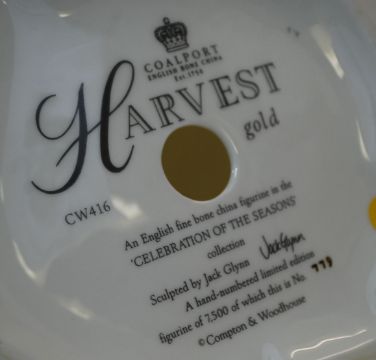 COALPORT
ENGLISH BONE CHINA
Est. 1750
HARVEST
gold
CW416
An English fine bone china figurine in the
'CELEBRATION OF THE SEASONS'
collection
Sculpted by Jack Glynn Jack Glynn
A hand-numbered limited edition
figurine of 7,500 of which this is No. 779
© Compton & Woodhouse